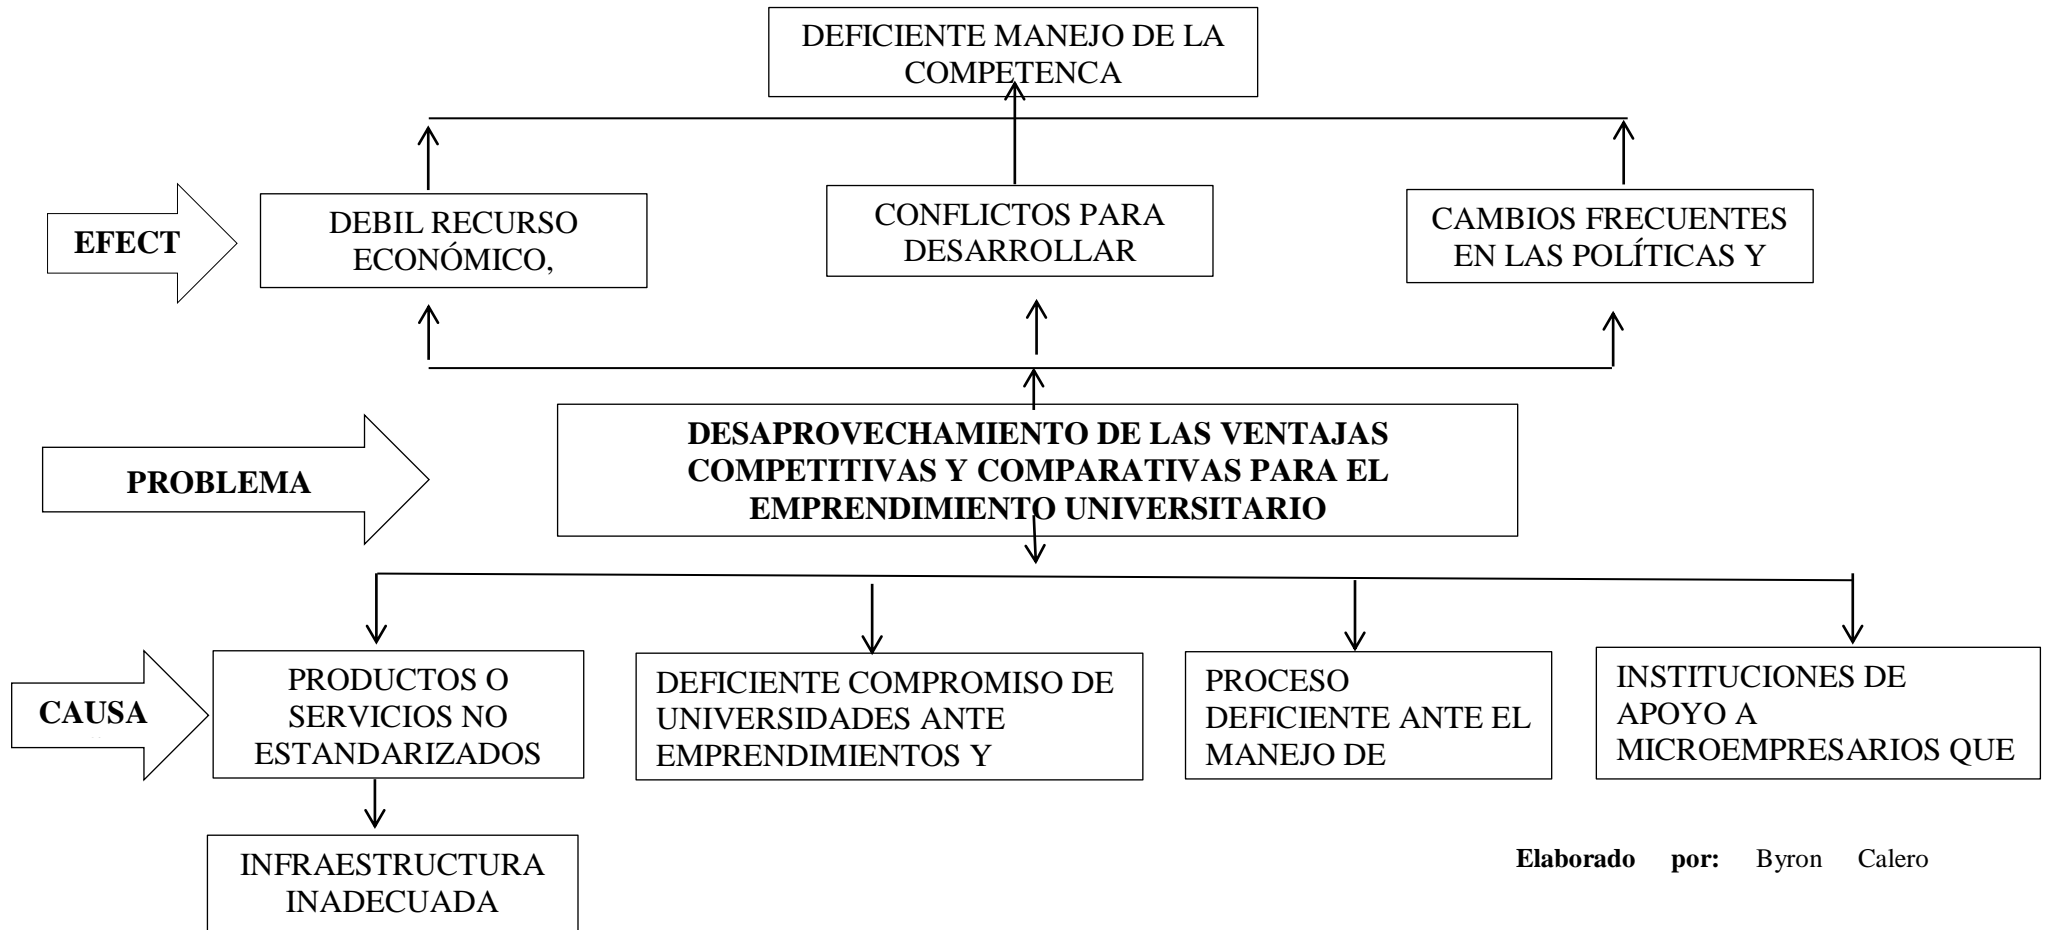 DEFICIENTE MANEJO DE LA
COMPETENCA
EFECT
DEBIL RECURSO
ECONÓMICO,
CONFLICTOS PARA
DESARROLLAR
CAMBIOS FRECUENTES
EN LAS POLÍTICAS Y
PROBLEMA
DESAPROVECHAMIENTO DE LAS VENTAJAS
COMPETITIVAS Y COMPARATIVAS PARA EL
EMPRENDIMIENTO UNIVERSITARIO
CAUSA
PRODUCTOS O
SERVICIOS NO
ESTANDARIZADOS
DEFICIENTE COMPROMISO DE
UNIVERSIDADES ANTE
EMPRENDIMIENTOS Y
PROCESO
DEFICIENTE ANTE EL
MANEJO DE
INSTITUCIONES DE
APOYO A
MICROEMPRESARIOS QUE
INFRAESTRUCTURA
INADECUADA
Elaborado por: Byron Calero